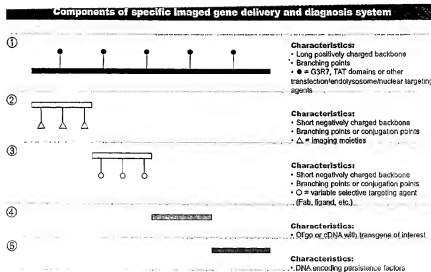 Components of specific imaged gene delivery and diagnosis system
①
Characteristics:
• Long positively charged backbone
• Branching points
• ● = G3R7, TAT domains or other
transfection/endolysosome/nuclear targeting
agents
②
Characteristics:
• Short negatively charged backbone
• Branching points or conjugation points
• △ = imaging moieties
③
Characteristics:
• Short negatively charged backbone
• Branching points or conjugation points
• O = variable selective targeting agent
(Fab, ligand, etc.)
④
Characteristics:
• Oligo or cDNA with transgene of interest
⑤
Characteristics:
• DNA encoding persistence factors